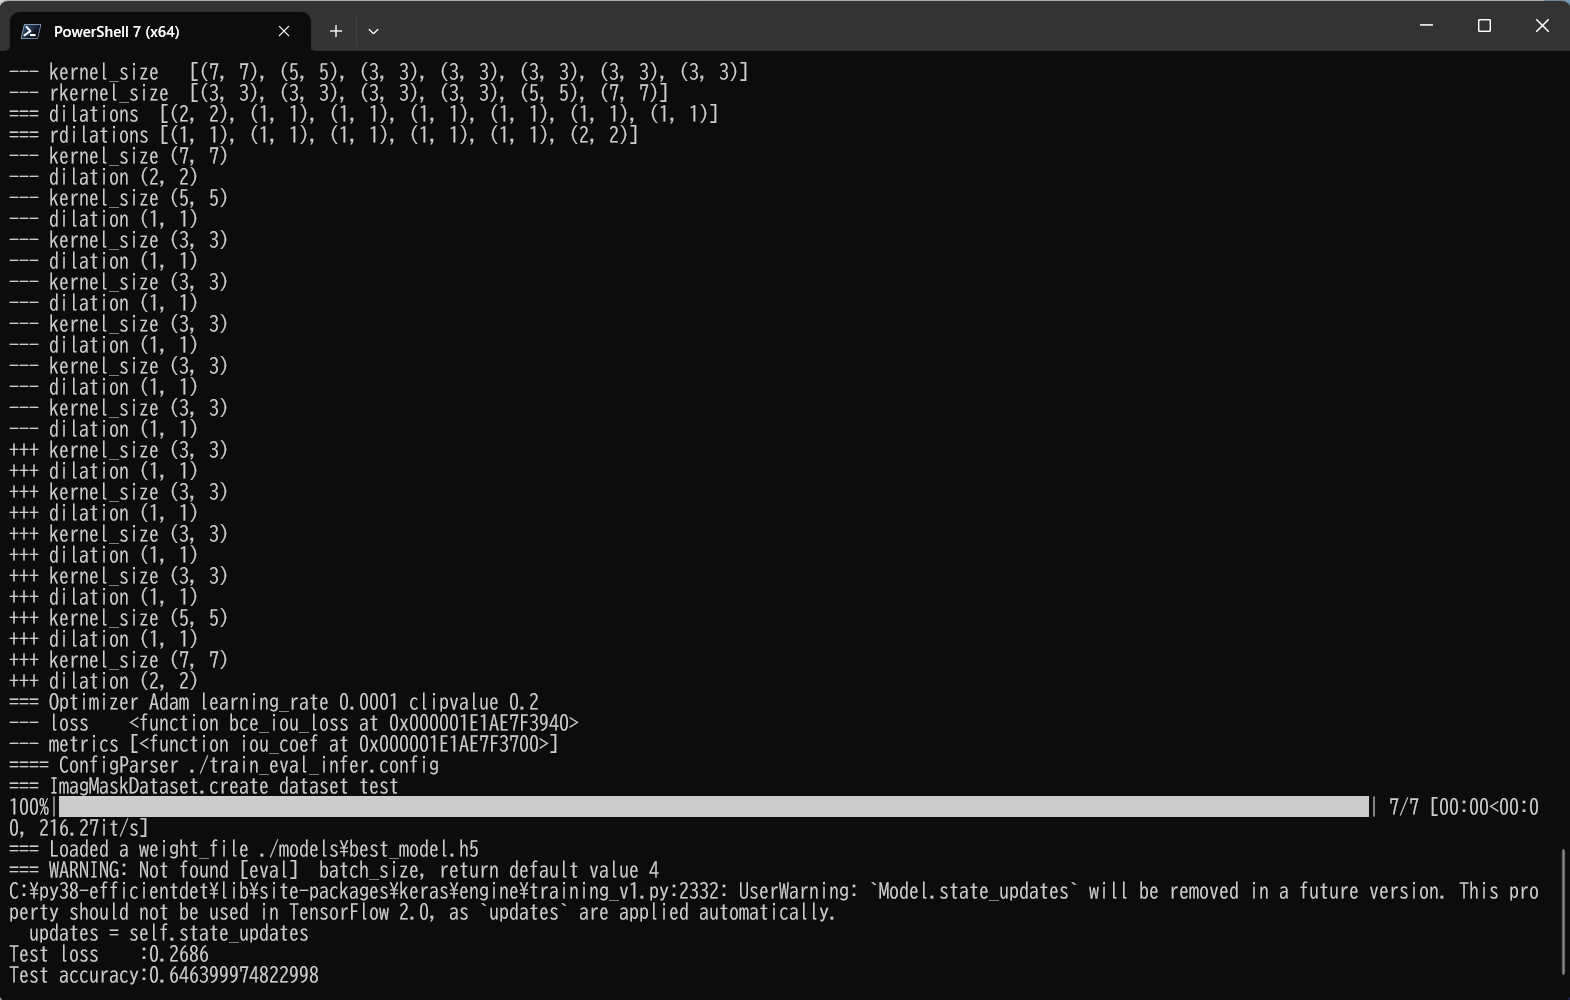 PowerShell 7 (x64)
--- kernel_size   [(7, 7), (5, 5), (3, 3), (3, 3), (3, 3), (3, 3), (3, 3)]
--- rkernel_size  [(3, 3), (3, 3), (3, 3), (3, 3), (5, 5), (7, 7)]
=== dilations  [(2, 2), (1, 1), (1, 1), (1, 1), (1, 1), (1, 1), (1, 1)]
=== rdilations [(1, 1), (1, 1), (1, 1), (1, 1), (1, 1), (2, 2)]
--- kernel_size (7, 7)
--- dilation (2, 2)
--- kernel_size (5, 5)
--- dilation (1, 1)
--- kernel_size (3, 3)
--- dilation (1, 1)
--- kernel_size (3, 3)
--- dilation (1, 1)
--- kernel_size (3, 3)
--- dilation (1, 1)
--- kernel_size (3, 3)
--- dilation (1, 1)
--- kernel_size (3, 3)
--- dilation (1, 1)
+++ kernel_size (3, 3)
+++ dilation (1, 1)
+++ kernel_size (3, 3)
+++ dilation (1, 1)
+++ kernel_size (3, 3)
+++ dilation (1, 1)
+++ kernel_size (3, 3)
+++ dilation (1, 1)
+++ kernel_size (5, 5)
+++ dilation (1, 1)
+++ kernel_size (7, 7)
+++ dilation (2, 2)
=== Optimizer Adam learning_rate 0.0001 clipvalue 0.2
--- loss    <function bce_iou_loss at 0x000001E1AE7F3940>
--- metrics [<function iou_coef at 0x000001E1AE7F3700>]
==== ConfigParser ./train_eval_infer.config
=== ImagMaskDataset.create dataset test
100%| | 7/7 [00:00<00:0
0, 216.27it/s]
=== Loaded a weight_file ./models¥best_model.h5
=== WARNING: Not found [eval]  batch_size, return default value 4
C:¥py38-efficientdet¥lib¥site-packages¥keras¥engine¥training_v1.py:2332: UserWarning: `Model.state_updates` will be removed in a future version. This pro
perty should not be used in TensorFlow 2.0, as `updates` are applied automatically.
  updates = self.state_updates
Test loss    :0.2686
Test accuracy:0.646399974822998